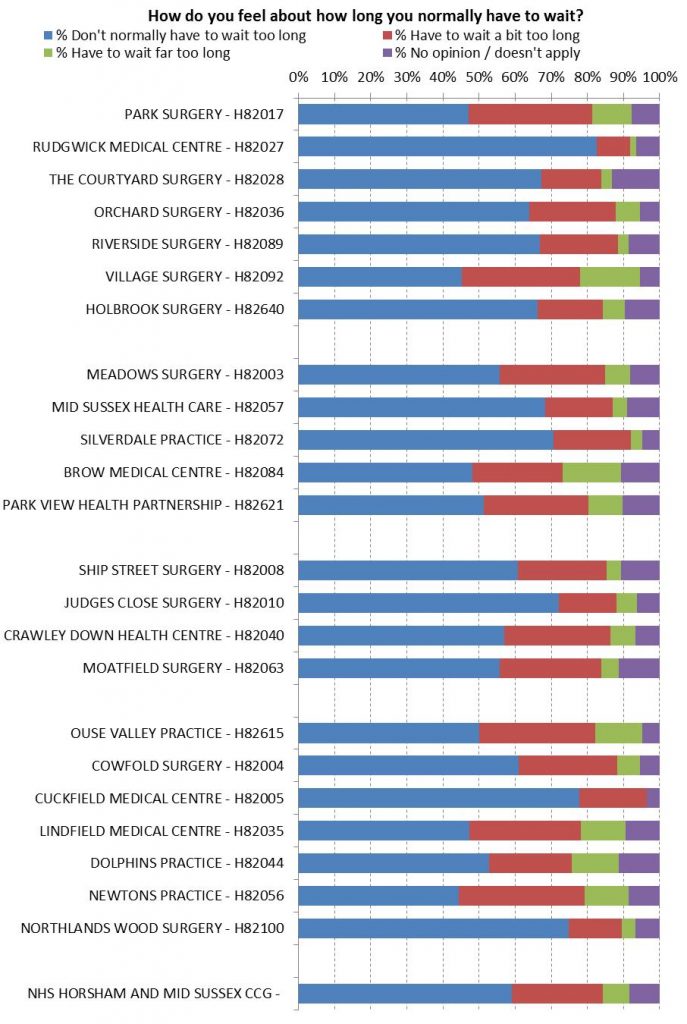 How do you feel about how long you normally have to wait?
% Don't normally have to wait too long % Have to wait a bit too long
% Have to wait far too long % No opinion / doesn't apply
0% 10% 20% 30% 40% 50% 60% 70% 80% 90% 100%
PARK SURGERY - H82017
RUDGWICK MEDICAL CENTRE - H82027
THE COURTYARD SURGERY - H82028
ORCHARD SURGERY - H82036
RIVERSIDE SURGERY - H82089
VILLAGE SURGERY - H82092
HOLBROOK SURGERY - H82640
MEADOWS SURGERY - H82003
MID SUSSEX HEALTH CARE - H82057
SILVERDALE PRACTICE - H82072
BROW MEDICAL CENTRE - H82084
PARK VIEW HEALTH PARTNERSHIP - H82621
SHIP STREET SURGERY - H82008
JUDGES CLOSE SURGERY - H82010
CRAWLEY DOWN HEALTH CENTRE - H82040
MOATFIELD SURGERY - H82063
OUSE VALLEY PRACTICE - H82615
COWFOLD SURGERY - H82004
CUCKFIELD MEDICAL CENTRE - H82005
LINDFIELD MEDICAL CENTRE - H82035
DOLPHINS PRACTICE - H82044
NEWTONS PRACTICE - H82056
NORTHLANDS WOOD SURGERY - H82100
NHS HORSHAM AND MID SUSSEX CCG -